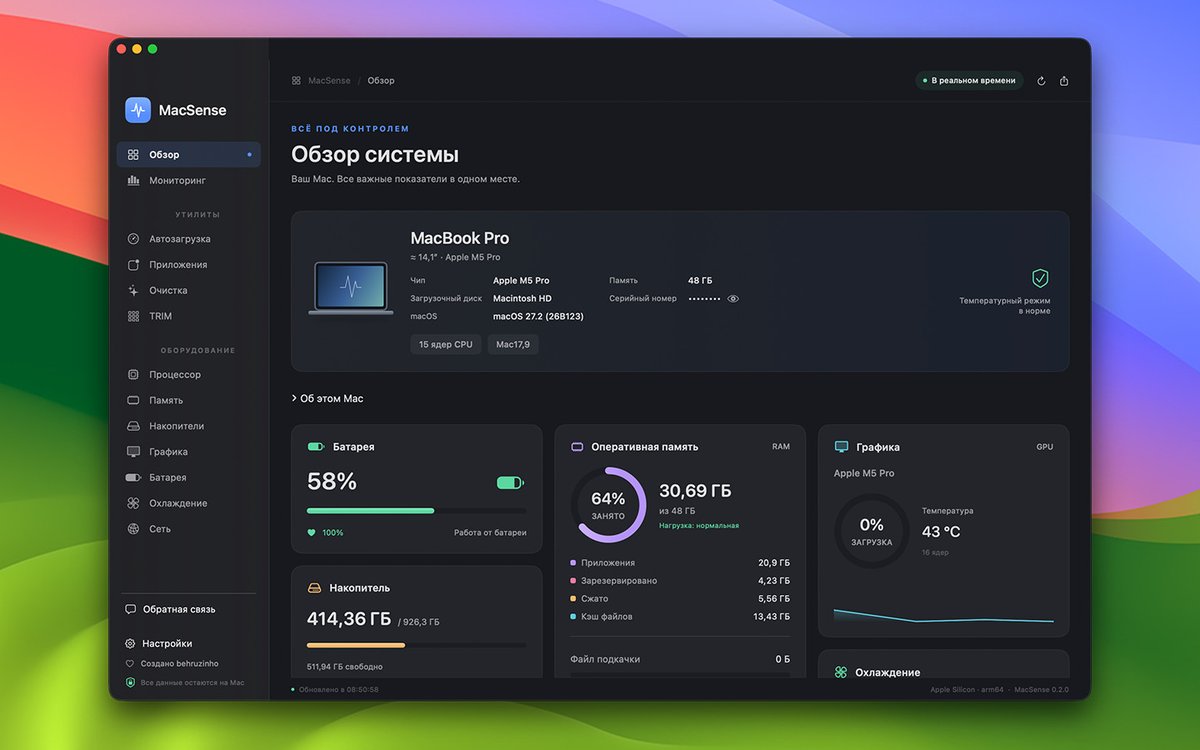 MacSense
Обзор
Мониторинг
УТИЛИТЫ
Автозагрузка
Приложения
Очистка
TRIM
ОБОРУДОВАНИЕ
Процессор
Память
Накопители
Графика
Батарея
Охлаждение
Сеть
Обратная связь
Настройки
Создано behruzinho
Все данные остаются на Mac
MacSense / Обзор
В реальном времени
ВСЁ ПОД КОНТРОЛЕМ
Обзор системы
Ваш Mac. Все важные показатели в одном месте.
MacBook Pro
≈ 14,1″ · Apple M5 Pro
Чип Apple M5 Pro Память 48 ГБ
Загрузочный диск Macintosh HD Серийный номер ••••••••
macOS macOS 27.2 (26B123)
15 ядер CPU Mac17,9
Температурный режим
в норме
Об этом Mac
Батарея
58%
100% Работа от батареи
Накопитель
414,36 ГБ / 926,3 ГБ
511,94 ГБ свободно
Оперативная память RAM
64%
ЗАНЯТО
30,69 ГБ
из 48 ГБ
Нагрузка: нормальная
Приложения 20,9 ГБ
Зарезервировано 4,23 ГБ
Сжато 5,56 ГБ
Кэш файлов 13,43 ГБ
Файл подкачки 0 Б
Графика GPU
Apple M5 Pro
0%
ЗАГРУЗКА
Температура
43 °C
16 ядер
Охлаждение
Обновлено в 08:50:58
Apple Silicon · arm64 · MacSense 0.2.0